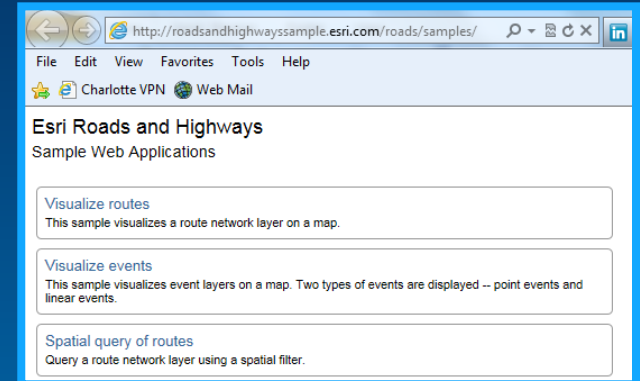 http://roadsandhighwayssample.esri.com/roads/samples/
in
File Edit View Favorites Tools Help
Charlotte VPN Web Mail
Esri Roads and Highways
Sample Web Applications
Visualize routes
This sample visualizes a route network layer on a map.
Visualize events
This sample visualizes event layers on a map. Two types of events are displayed -- point events and
linear events.
Spatial query of routes
Query a route network layer using a spatial filter.